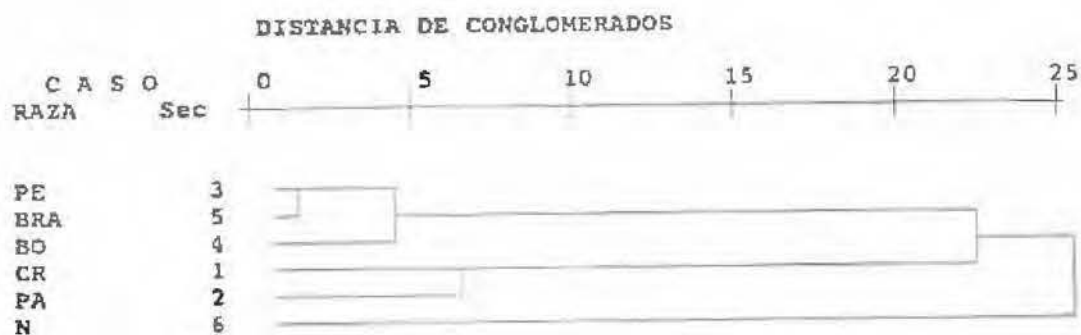 DISTANCIA DE CONGLOMERADOS
C A S O 0 5 10 15 20 25
RAZA Sec
PE 3
BRA 5
BO 4
CR 1
PA 2
N 6